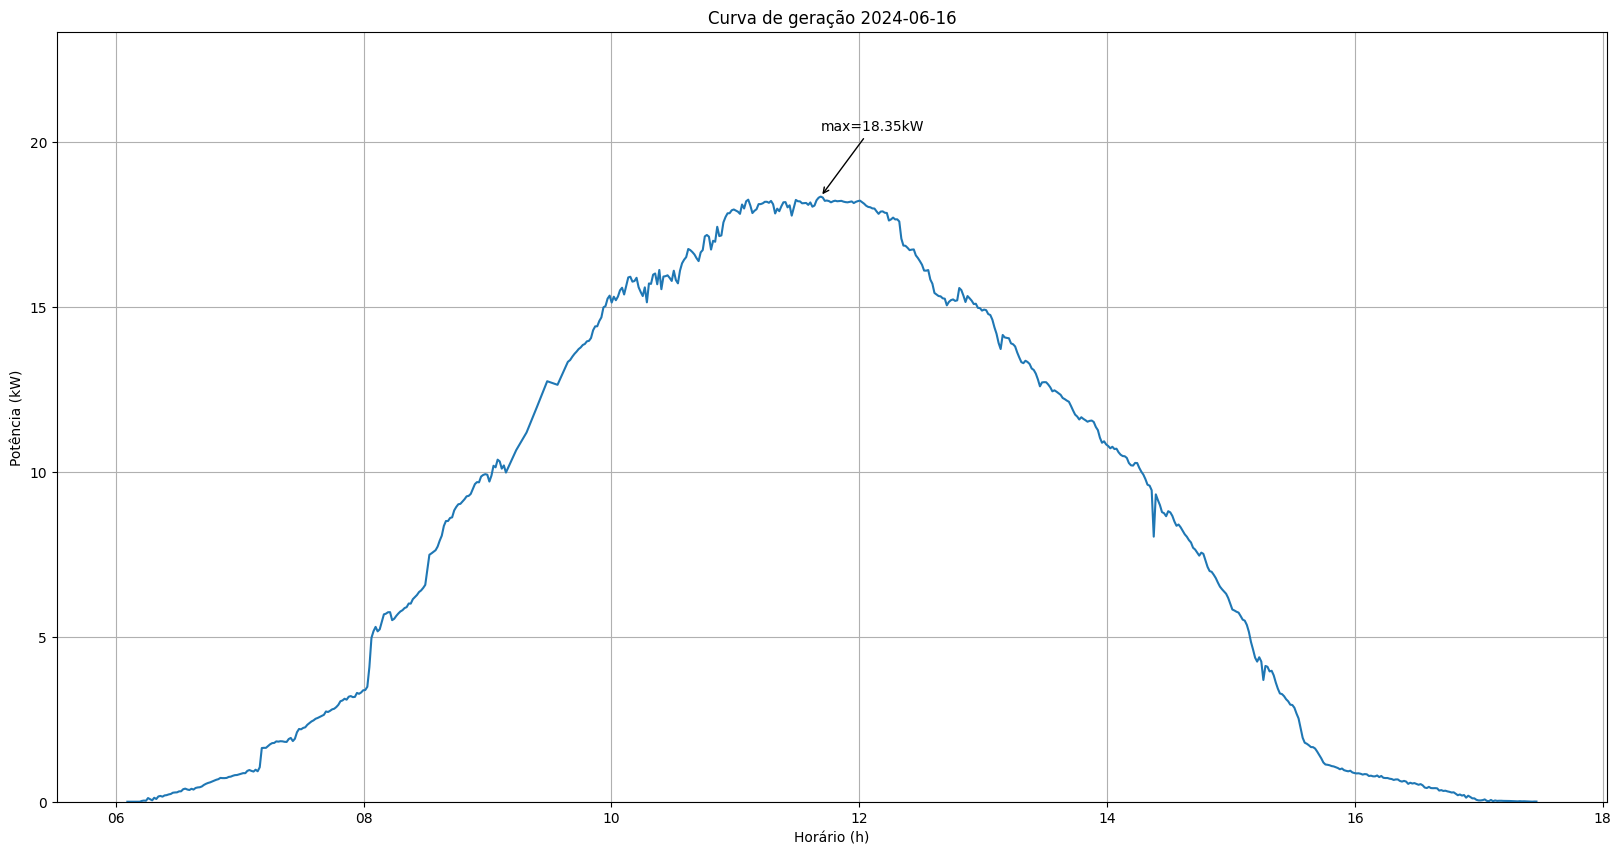 Curva de geração 2024-06-16
max=18.35kW
Potência (kW)
20
15
10
5
0
06 08 10 12 14 16 18
Horário (h)